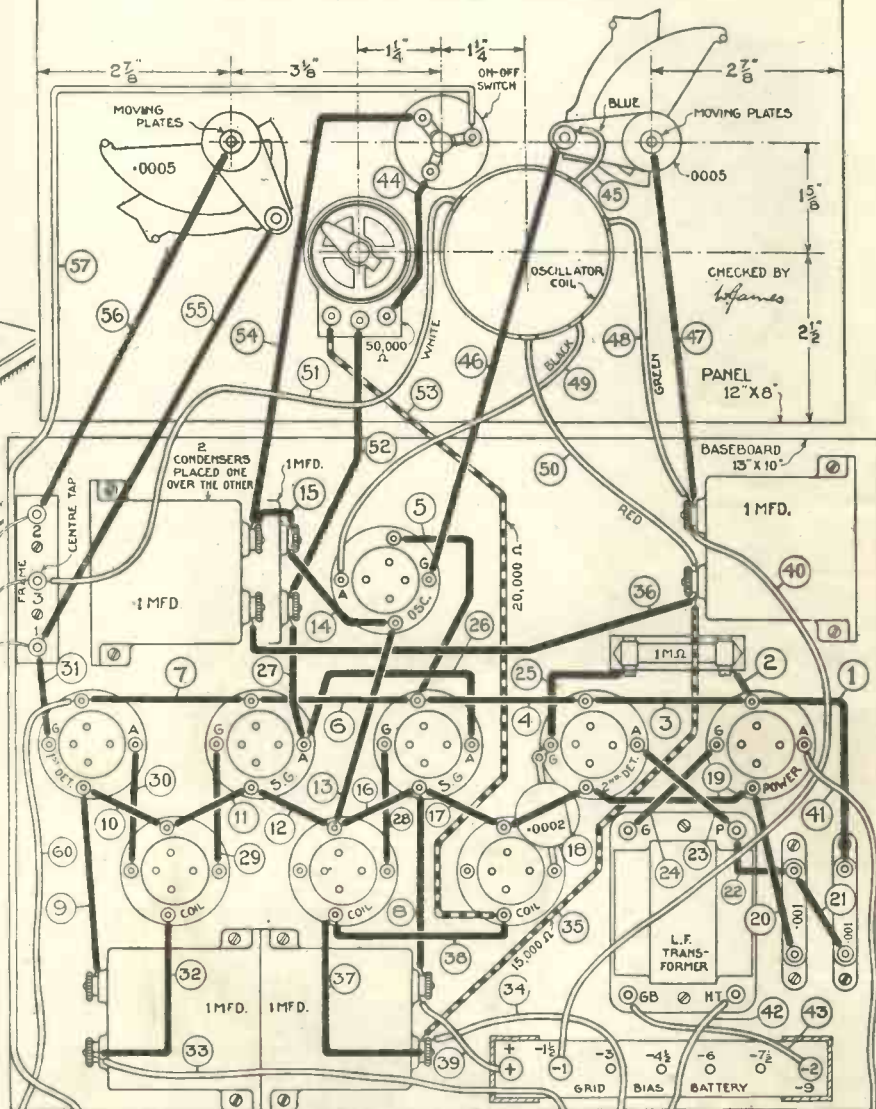 2 7/8"
3 1/8"
1 1/4"
1 1/4"
2 7/8"
ON-OFF
SWITCH
MOVING
PLATES
BLUE
MOVING PLATES
.0005
.0005
44
45
1 5/8"
57
OSCILLATOR
COIL
CHECKED BY
W James
56
55
54
50,000
Ω
WHITE
46
BLACK
49
48
GREEN
47
2 1/2"
51
53
PANEL
12"X 8"
52
50
BASEBOARD
13"X 10"
2
CONDENSERS
PLACED ONE
OVER THE OTHER
1 MFD.
15
RED
1 MFD.
CENTRE TAP
5
2
3
1
FRAME
A
G
OSC.
20,000 Ω
40
1 MFD.
14
36
26
31
27
25
1 MΩ
2
1
7
6
4
3
G
A
1ST DET.
G
A
S.G
G
A
S.G
G
A
2ND DET.
G
A
POWER
30
13
16
19
41
10
11
12
28
17
.0002
18
60
29
G
P
24
23
22
9
8
COIL
COIL
COIL
20
21
.001
.001
32
37
38
35
L.F.
TRANS-
FORMER
15,000 Ω
1 MFD.
1 MFD.
34
GB
HT
42
43
33
39
+
+
-1 1/2
-1
-3
-4 1/2
-6
-7 1/2
-2
-9
GRID BIAS BATTERY